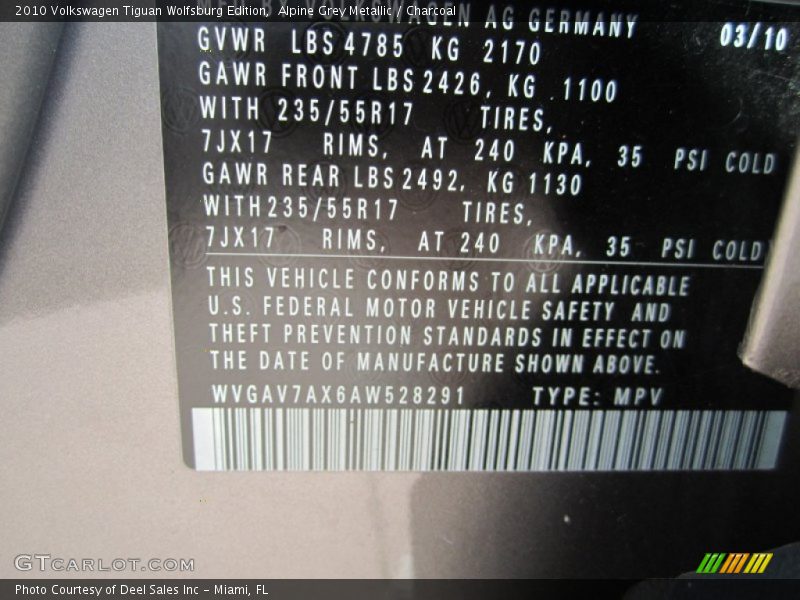 2010 Volkswagen Tiguan Wolfsburg Edition, Alpine Grey Metallic / Charcoal
VOLKSWAGEN AG GERMANY 03/10
GVWR LBS 4785 KG 2170
GAWR FRONT LBS 2426, KG 1100
WITH 235/55R17 TIRES,
7JX17 RIMS, AT 240 KPA, 35 PSI COLD
GAWR REAR LBS 2492, KG 1130
WITH 235/55R17 TIRES,
7JX17 RIMS, AT 240 KPA, 35 PSI COLD
THIS VEHICLE CONFORMS TO ALL APPLICABLE
U.S. FEDERAL MOTOR VEHICLE SAFETY AND
THEFT PREVENTION STANDARDS IN EFFECT ON
THE DATE OF MANUFACTURE SHOWN ABOVE.
WVGAV7AX6AW528291 TYPE: MPV
GTCARLOT.COM
Photo Courtesy of Deel Sales Inc – Miami, FL